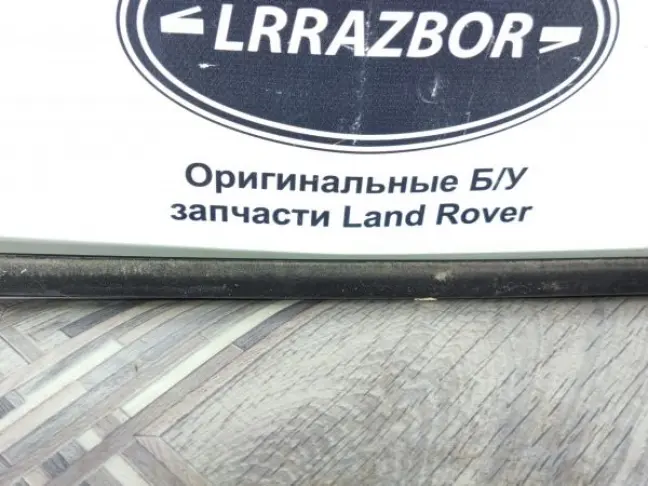 LRRAZBOR
Оригинальные Б/У
запчасти Land Rover